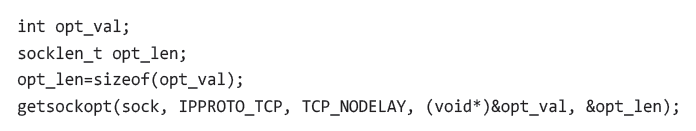 int opt_val;
socklen_t opt_len;
opt_len=sizeof(opt_val);
getsockopt(sock, IPPROTO_TCP, TCP_NODELAY, (void*)&opt_val, &opt_len);